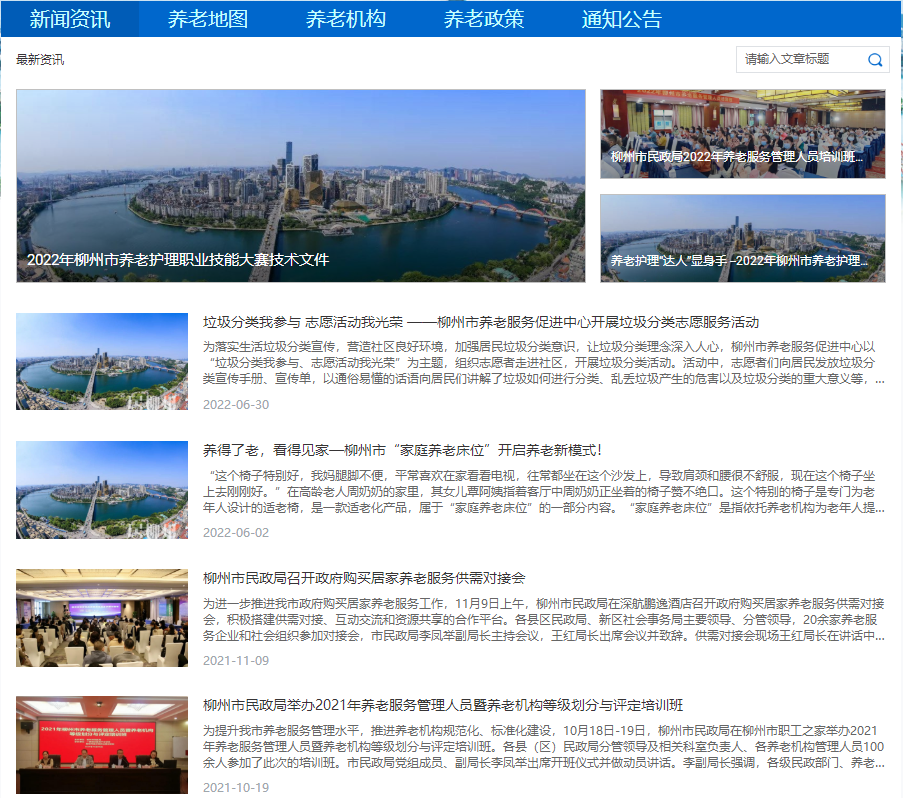 新闻资讯 养老地图 养老机构 养老政策 通知公告
最新资讯
请输入文章标题
柳州市民政局2022年养老服务管理人员培训班...
2022年柳州市养老护理职业技能大赛技术文件
养老护理“达人”显身手 –2022年柳州市养老护理...
垃圾分类我参与 志愿活动我光荣 ——柳州市养老服务促进中心开展垃圾分类志愿服务活动
为落实生活垃圾分类宣传，营造社区良好环境，加强居民垃圾分类意识，让垃圾分类理念深入人心，柳州市养老服务促进中心以
“垃圾分类我参与、志愿活动我光荣”为主题，组织志愿者走进社区，开展垃圾分类活动。活动中，志愿者们向居民发放垃圾分
类宣传手册、宣传单，以通俗易懂的话语向居民们讲解了垃圾如何进行分类、乱丢垃圾产生的危害以及垃圾分类的重大意义等，...
2022-06-30
养得了老，看得见家—柳州市“家庭养老床位”开启养老新模式！
“这个椅子特别好，我妈腿脚不便，平常喜欢在家看看电视，往常都坐在这个沙发上，导致肩颈和腰很不舒服，现在这个椅子坐
上去刚刚好。”在高龄老人周奶奶的家里，其女儿覃阿姨指着客厅中周奶奶正坐着的椅子赞不绝口。这个特别的椅子是专门为老
年人设计的适老椅，是一款适老化产品，属于“家庭养老床位”的一部分内容。“家庭养老床位”是指依托养老机构为老年人提...
2022-06-02
柳州市民政局召开政府购买居家养老服务供需对接会
为进一步推进我市政府购买居家养老服务工作，11月9日上午，柳州市民政局在深航鹏逸酒店召开政府购买居家养老服务供需对接
会，积极搭建供需对接、互动交流和资源共享的合作平台。各县区民政局、新区社会事务局主要领导、分管领导，20余家养老服
务企业和社会组织参加对接会，市民政局李凤举副局长主持会议，王红局长出席会议并致辞。供需对接会现场王红局长在讲话中...
2021-11-09
柳州市民政局举办2021年养老服务管理人员暨养老机构等级划分与评定培训班
2021年柳州市养老服务管理人员暨养老机构
等级划分与评定培训班
为提升我市养老服务管理水平，推进养老机构规范化、标准化建设，10月18日-19日，柳州市民政局在柳州市职工之家举办2021
年养老服务管理人员暨养老机构等级划分与评定培训班。各县（区）民政局分管领导及相关科室负责人、各养老机构管理人员100
余人参加了此次的培训班。市民政局党组成员、副局长李凤举出席开班仪式并做动员讲话。李副局长强调，各级民政部门、养老...
2021-10-19